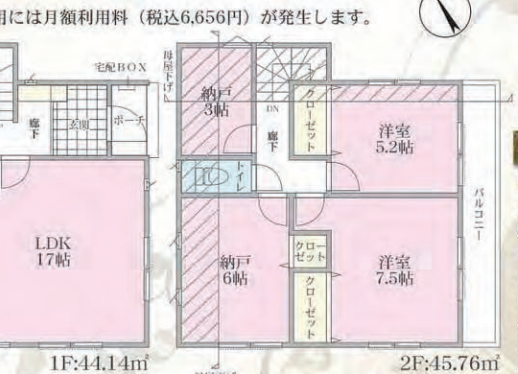 用には月額利用料（税込6,656円）が発生します。
宅配BOX
母屋下げ
廊下
玄関
ポーチ
LDK
17帖
1F:44.14㎡
納戸
3帖
DN
廊下
クローゼット
洋室
5.2帖
トイレ
バルコニー
納戸
6帖
クロー
ゼット
クローゼット
洋室
7.5帖
2F:45.76㎡